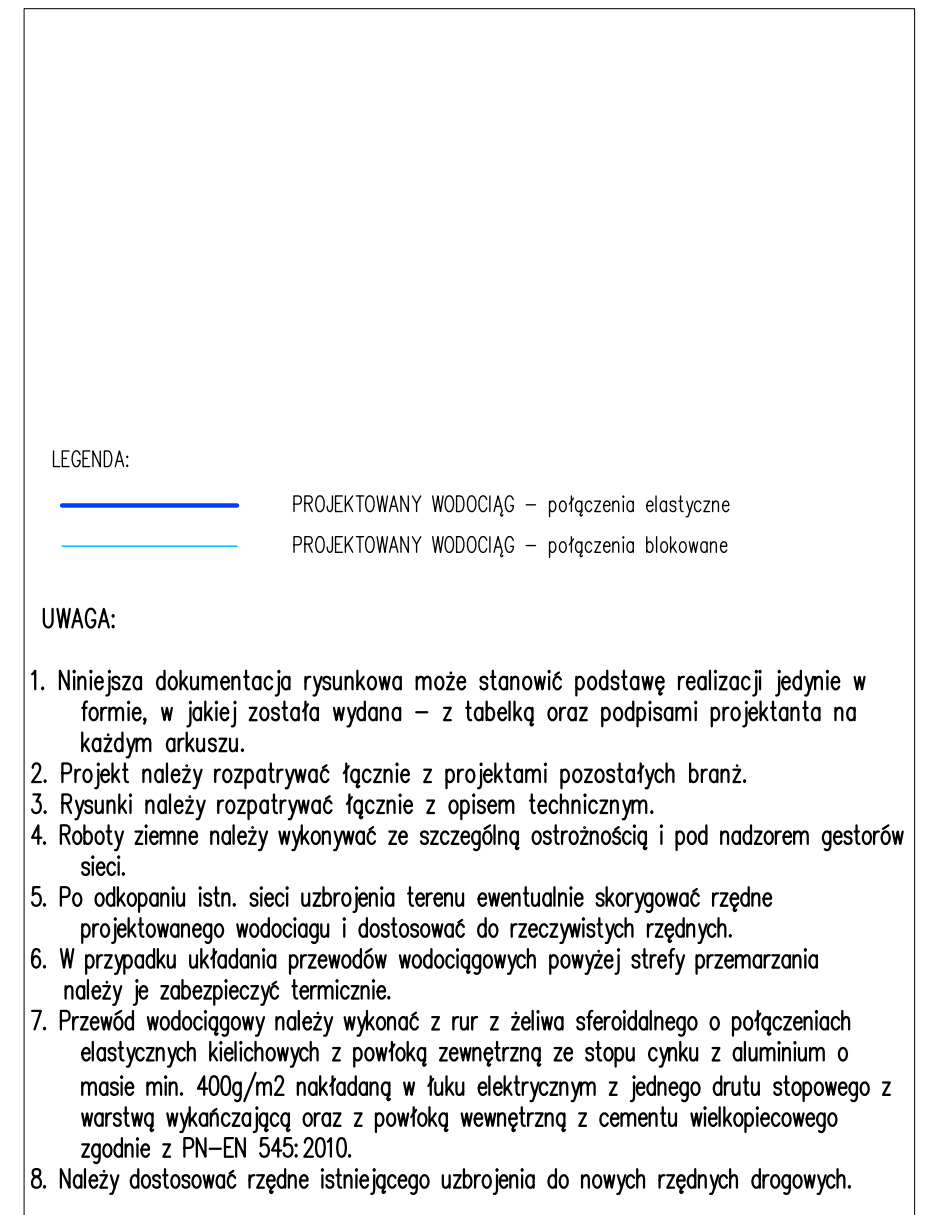 LEGENDA:
PROJEKTOWANY WODOCIĄG – połączenia elastyczne
PROJEKTOWANY WODOCIĄG – połączenia blokowane
UWAGA:
1. Niniejsza dokumentacja rysunkowa może stanowić podstawę realizacji jedynie w
formie, w jakiej została wydana – z tabelką oraz podpisami projektanta na
każdym arkuszu.
2. Projekt należy rozpatrywać łącznie z projektami pozostałych branż.
3. Rysunki należy rozpatrywać łącznie z opisem technicznym.
4. Roboty ziemne należy wykonywać ze szczególną ostrożnością i pod nadzorem gestorów
sieci.
5. Po odkopaniu istn. sieci uzbrojenia terenu ewentualnie skorygować rzędne
projektowanego wodociagu i dostosować do rzeczywistych rzędnych.
6. W przypadku układania przewodów wodociągowych powyżej strefy przemarzania
należy je zabezpieczyć termicznie.
7. Przewód wodociągowy należy wykonać z rur z żeliwa sferoidalnego o połączeniach
elastycznych kielichowych z powłoką zewnętrzną ze stopu cynku z aluminium o
masie min. 400g/m2 nakładaną w łuku elektrycznym z jednego drutu stopowego z
warstwą wykańczającą oraz z powłoką wewnętrzną z cementu wielkopiecowego
zgodnie z PN–EN 545:2010.
8. Należy dostosować rzędne istniejącego uzbrojenia do nowych rzędnych drogowych.